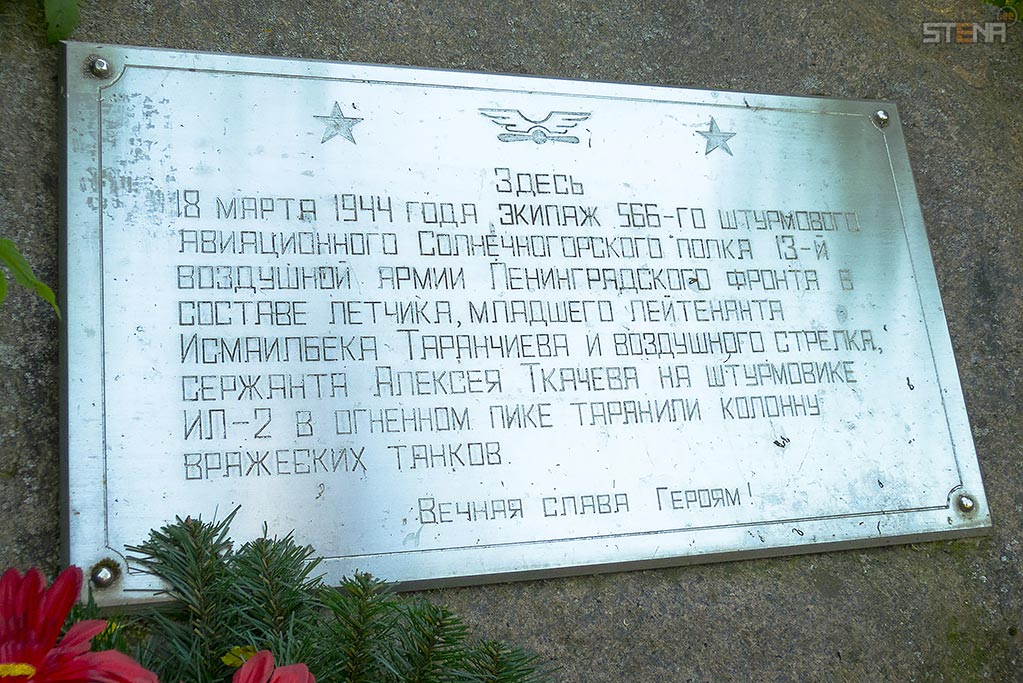 STENA
Здесь
18 марта 1944 года экипаж 566-го штурмового
авиационного Солнечногорского полка 13-й
воздушной армии Ленинградского фронта в
составе летчика, младшего лейтенанта
Исмаилбека Таранчиева и воздушного стрелка,
сержанта Алексея Ткачева на штурмовике
ИЛ-2 в огненном пике таранили колонну
вражеских танков.
Вечная слава Героям!